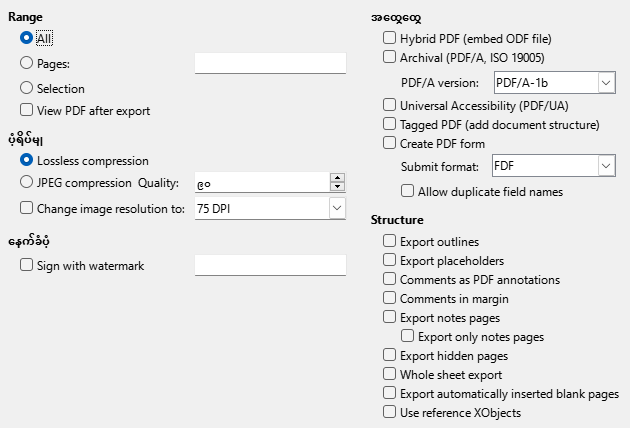 Range
All
Pages:
Selection
View PDF after export
ပုံရိပ်မျှ
Lossless compression
JPEG compression Quality: ၉၀
Change image resolution to: 75 DPI
နောက်ခံပုံ
Sign with watermark
အထွေထွေ
Hybrid PDF (embed ODF file)
Archival (PDF/A, ISO 19005)
PDF/A version: PDF/A-1b
Universal Accessibility (PDF/UA)
Tagged PDF (add document structure)
Create PDF form
Submit format: FDF
Allow duplicate field names
Structure
Export outlines
Export placeholders
Comments as PDF annotations
Comments in margin
Export notes pages
Export only notes pages
Export hidden pages
Whole sheet export
Export automatically inserted blank pages
Use reference XObjects